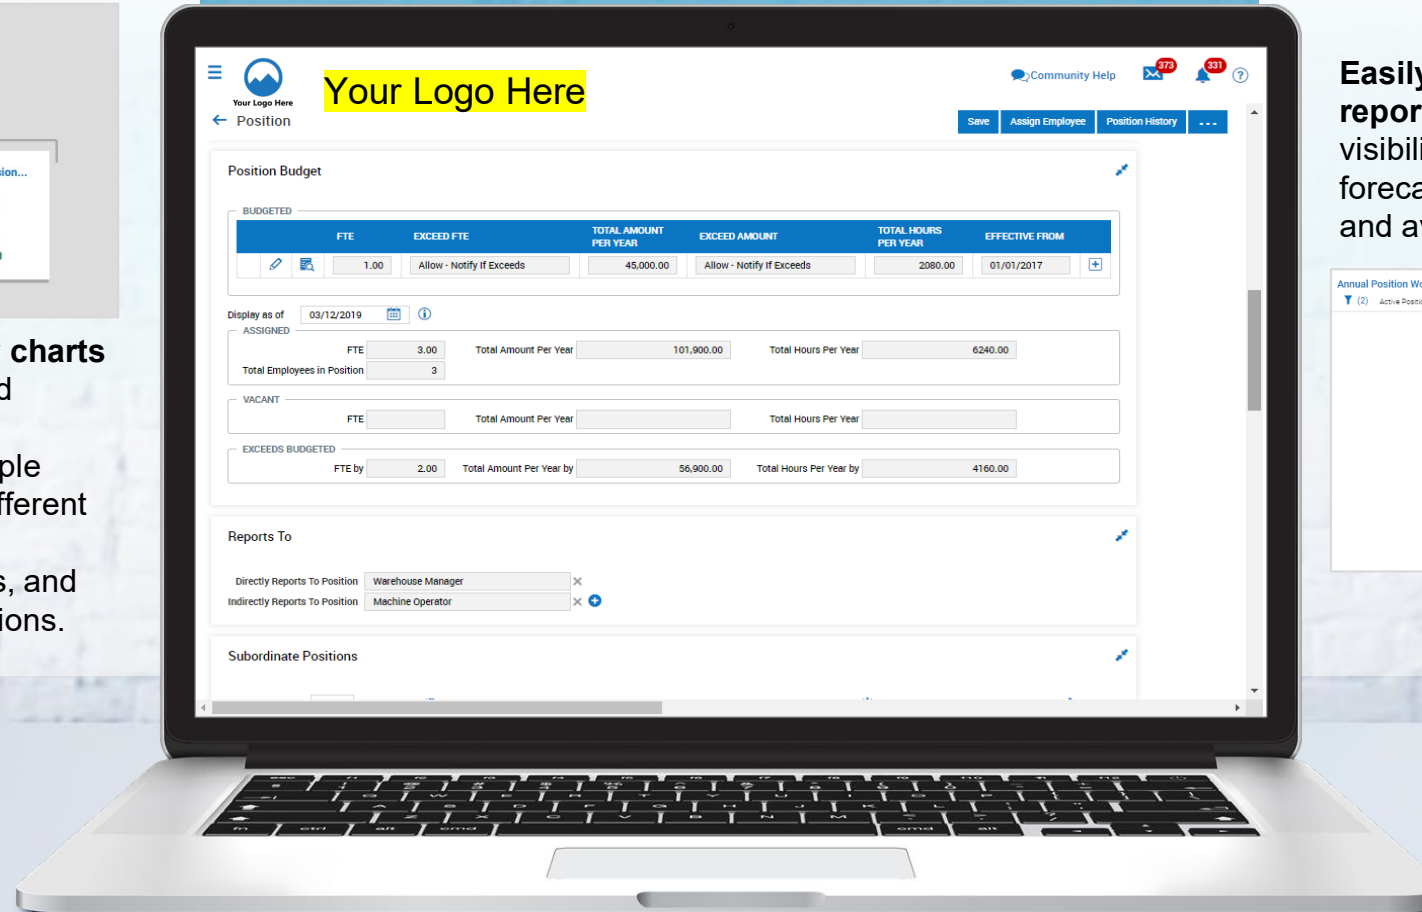 sion...
charts
d
ple
fferent
s, and
ions.
Your Logo Here
Your Logo Here
Community Help
373
331
?
Position
Save
Assign Employee
Position History
...
Position Budget
BUDGETED
FTE
EXCEED FTE
TOTAL AMOUNT
PER YEAR
EXCEED AMOUNT
TOTAL HOURS
PER YEAR
EFFECTIVE FROM
1.00
Allow - Notify If Exceeds
45,000.00
Allow - Notify If Exceeds
2080.00
01/01/2017
Display as of 03/12/2019
ASSIGNED
FTE 3.00 Total Amount Per Year 101,900.00 Total Hours Per Year 6240.00
Total Employees in Position 3
VACANT
FTE Total Amount Per Year Total Hours Per Year
EXCEEDS BUDGETED
FTE by 2.00 Total Amount Per Year by 56,900.00 Total Hours Per Year by 4160.00
Reports To
Directly Reports To Position Warehouse Manager
Indirectly Reports To Position Machine Operator
Subordinate Positions
Easily
repor
visibili
foreca
and av
Annual Position Wo
(2) Active Positi